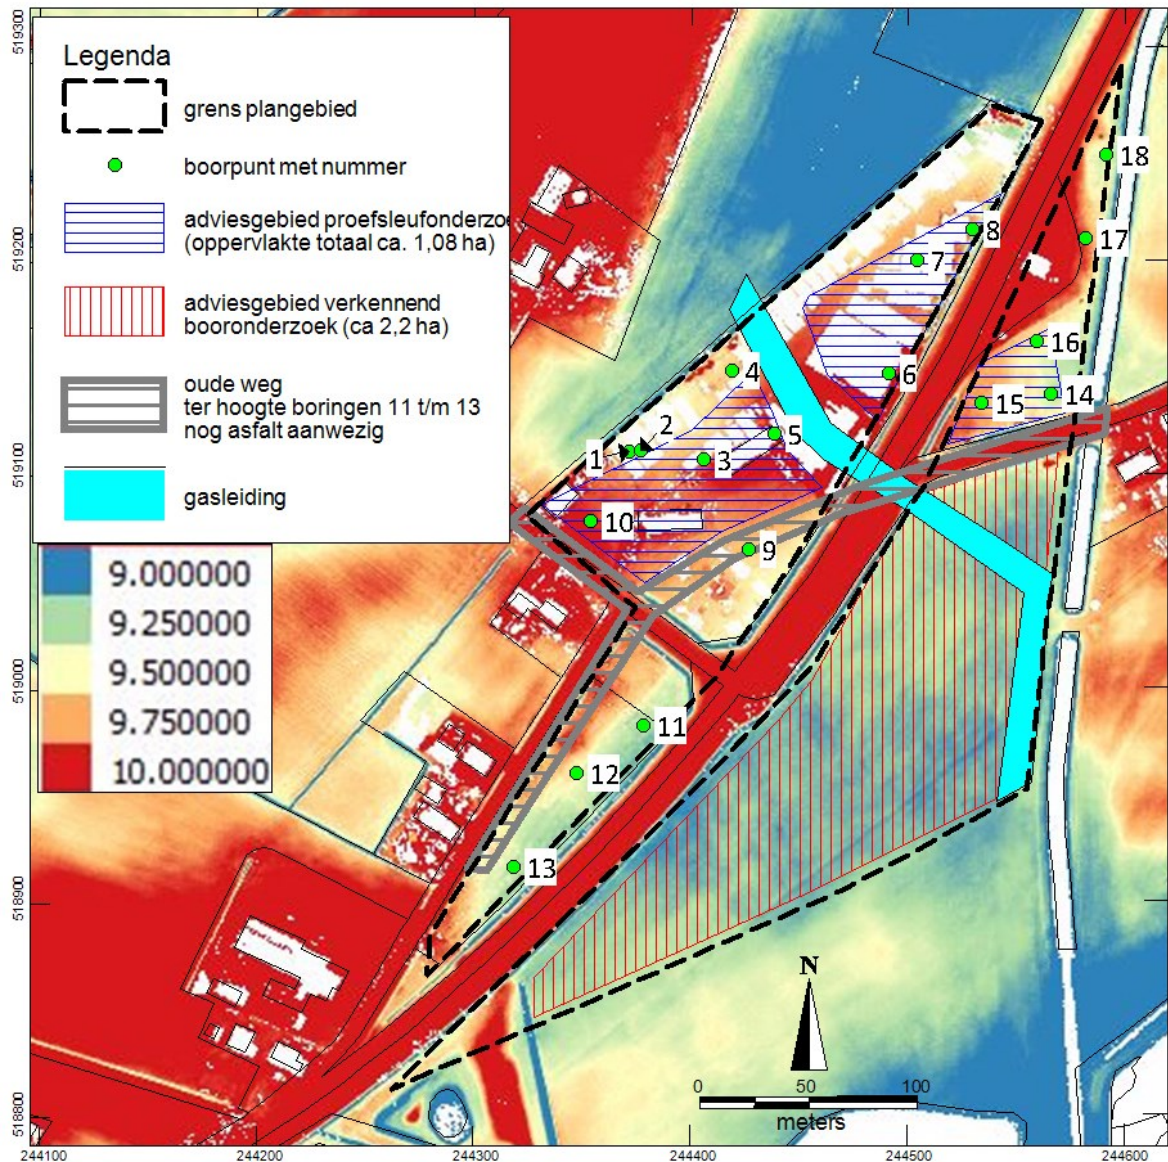 Legenda
grens plangebied
boorpunt met nummer
adviesgebied proefsleufonderzo
(oppervlakte totaal ca. 1,08 ha)
adviesgebied verkennend
booronderzoek (ca 2,2 ha)
oude weg
ter hoogte boringen 11 t/m 13
nog asfalt aanwezig
gasleiding
9.000000
9.250000
9.500000
9.750000
10.000000
18
17
8
7
16
4
6
14
15
2
5
1
3
10
9
11
12
13
N
0 50 100
meters
519300
519200
519100
519000
518900
518800
244100 244200 244300 244400 244500 244600